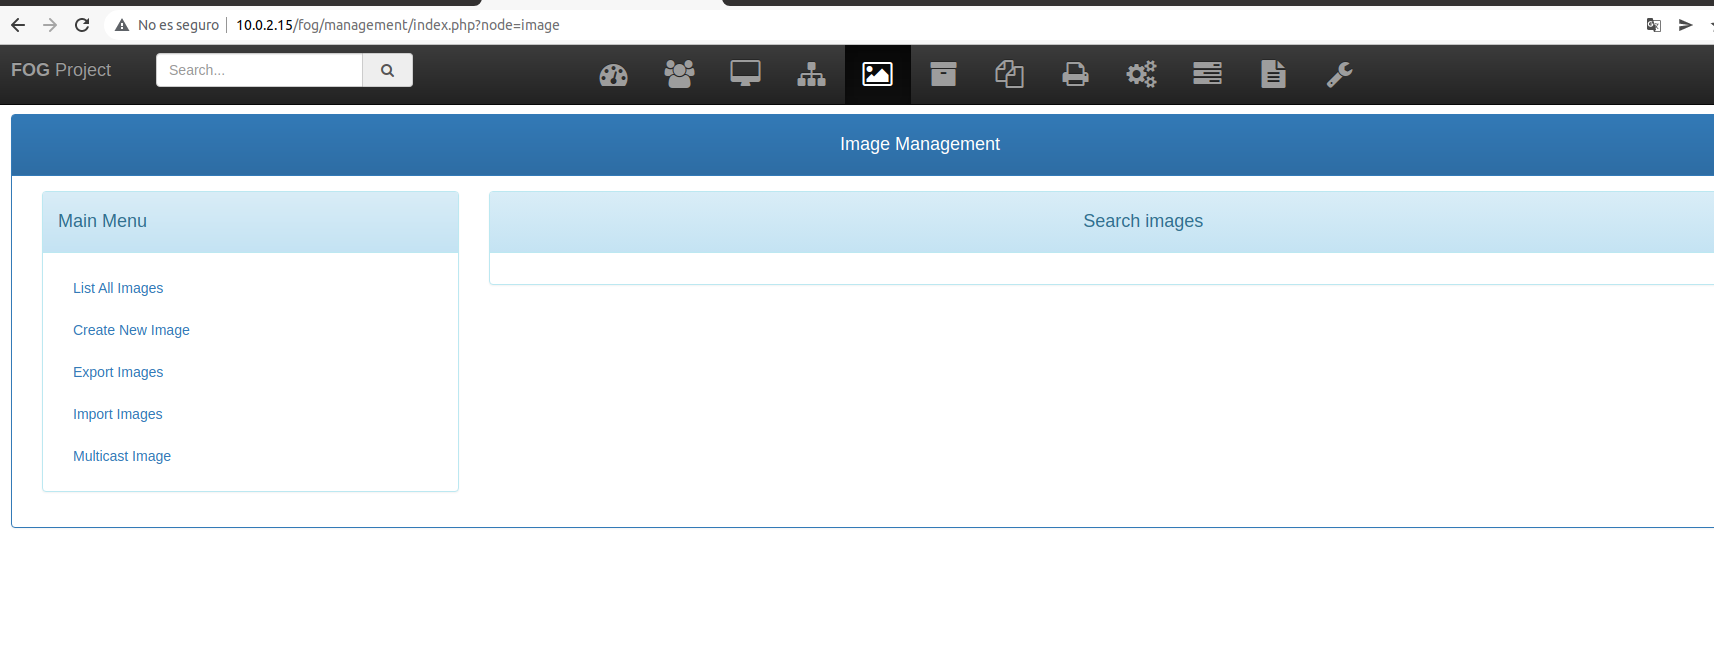 No es seguro | 10.0.2.15/fog/management/index.php?node=image
FOG Project
Search...
Image Management
Main Menu
Search images
List All Images
Create New Image
Export Images
Import Images
Multicast Image